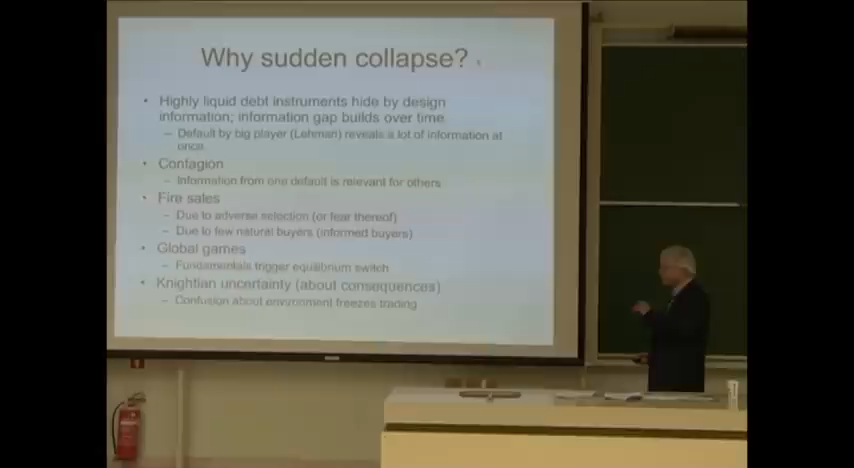 Why sudden collapse?
• Highly liquid debt instruments hide by design
information; information gap builds over time
– Default by big player (Lehman) reveals a lot of information at
once
• Contagion
– Information from one default is relevant for others
• Fire sales
– Due to adverse selection (or fear thereof)
– Due to few natural buyers (informed buyers)
• Global games
– Fundamentals trigger equilibrium switch
• Knightian uncertainty (about consequences)
– Confusion about environment freezes trading